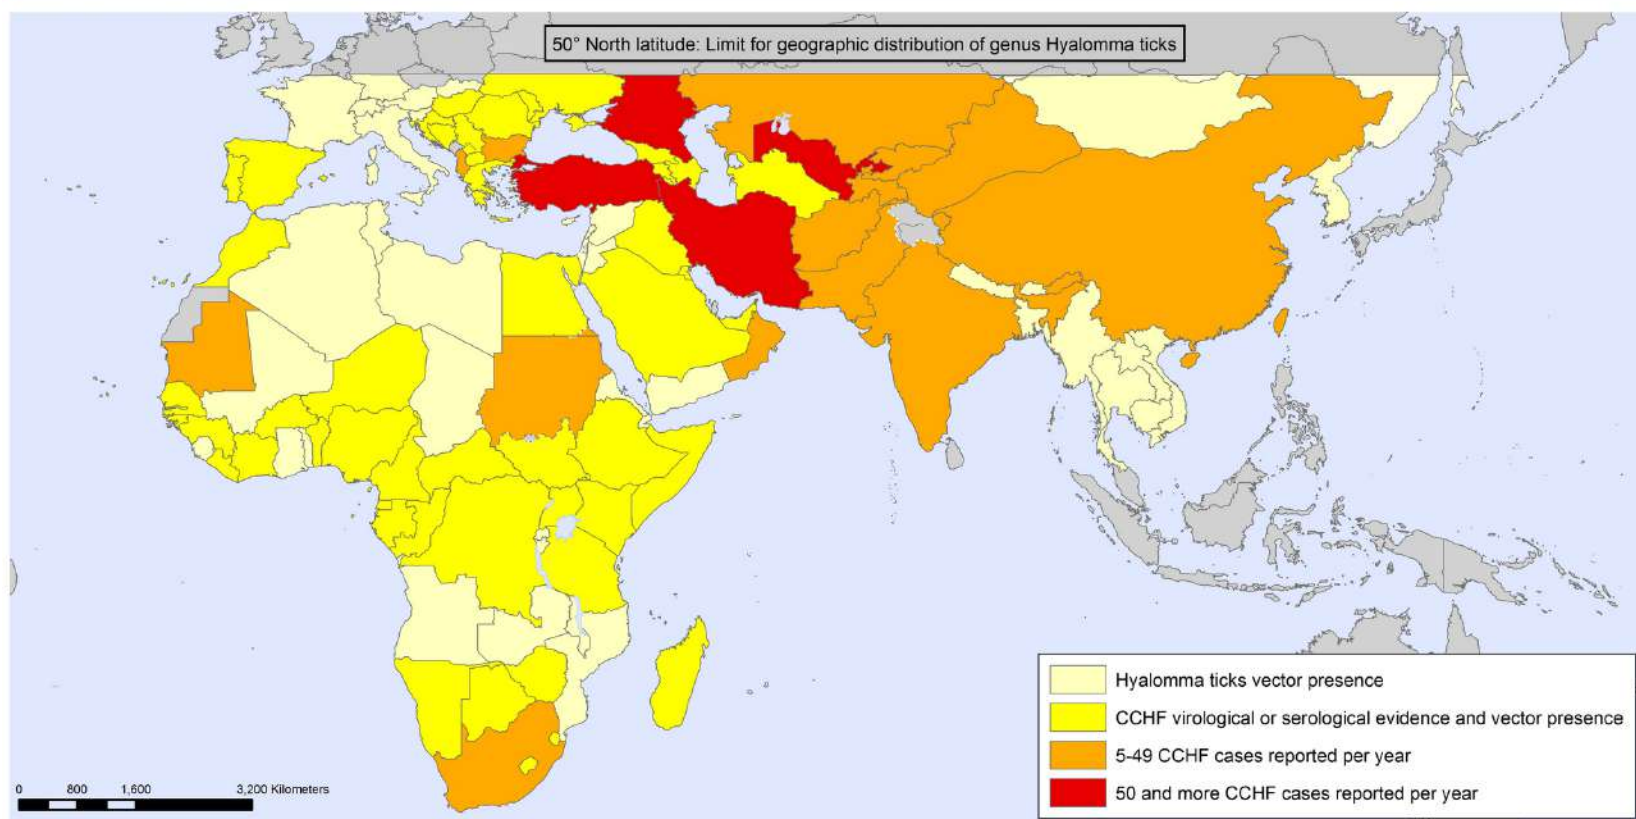 50° North latitude: Limit for geographic distribution of genus Hyalomma ticks
Hyalomma ticks vector presence
CCHF virological or serological evidence and vector presence
5-49 CCHF cases reported per year
50 and more CCHF cases reported per year
0 800 1,600 3,200 Kilometers